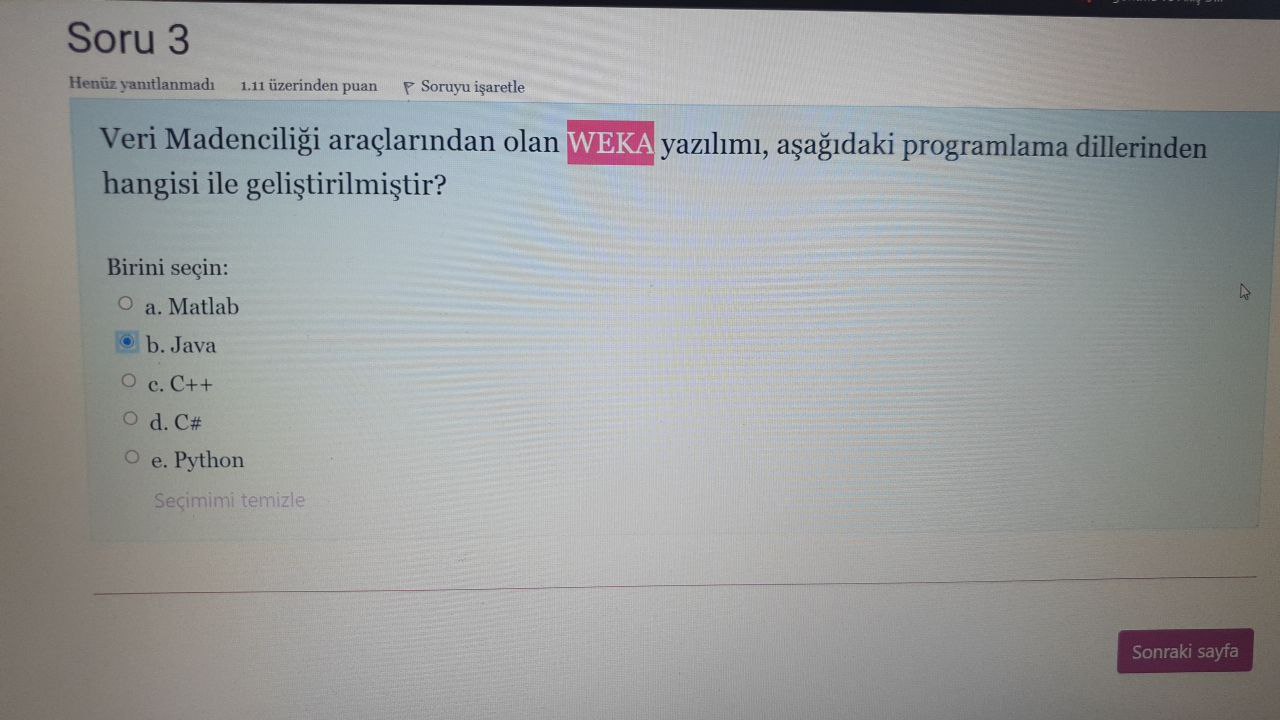 Soru 3
Henüz yanıtlanmadı 1.11 üzerinden puan Soruyu işaretle
Veri Madenciliği araçlarından olan WEKA yazılımı, aşağıdaki programlama dillerinden
hangisi ile geliştirilmiştir?
Birini seçin:
a. Matlab
b. Java
c. C++
d. C#
e. Python
Seçimimi temizle
Sonraki sayfa